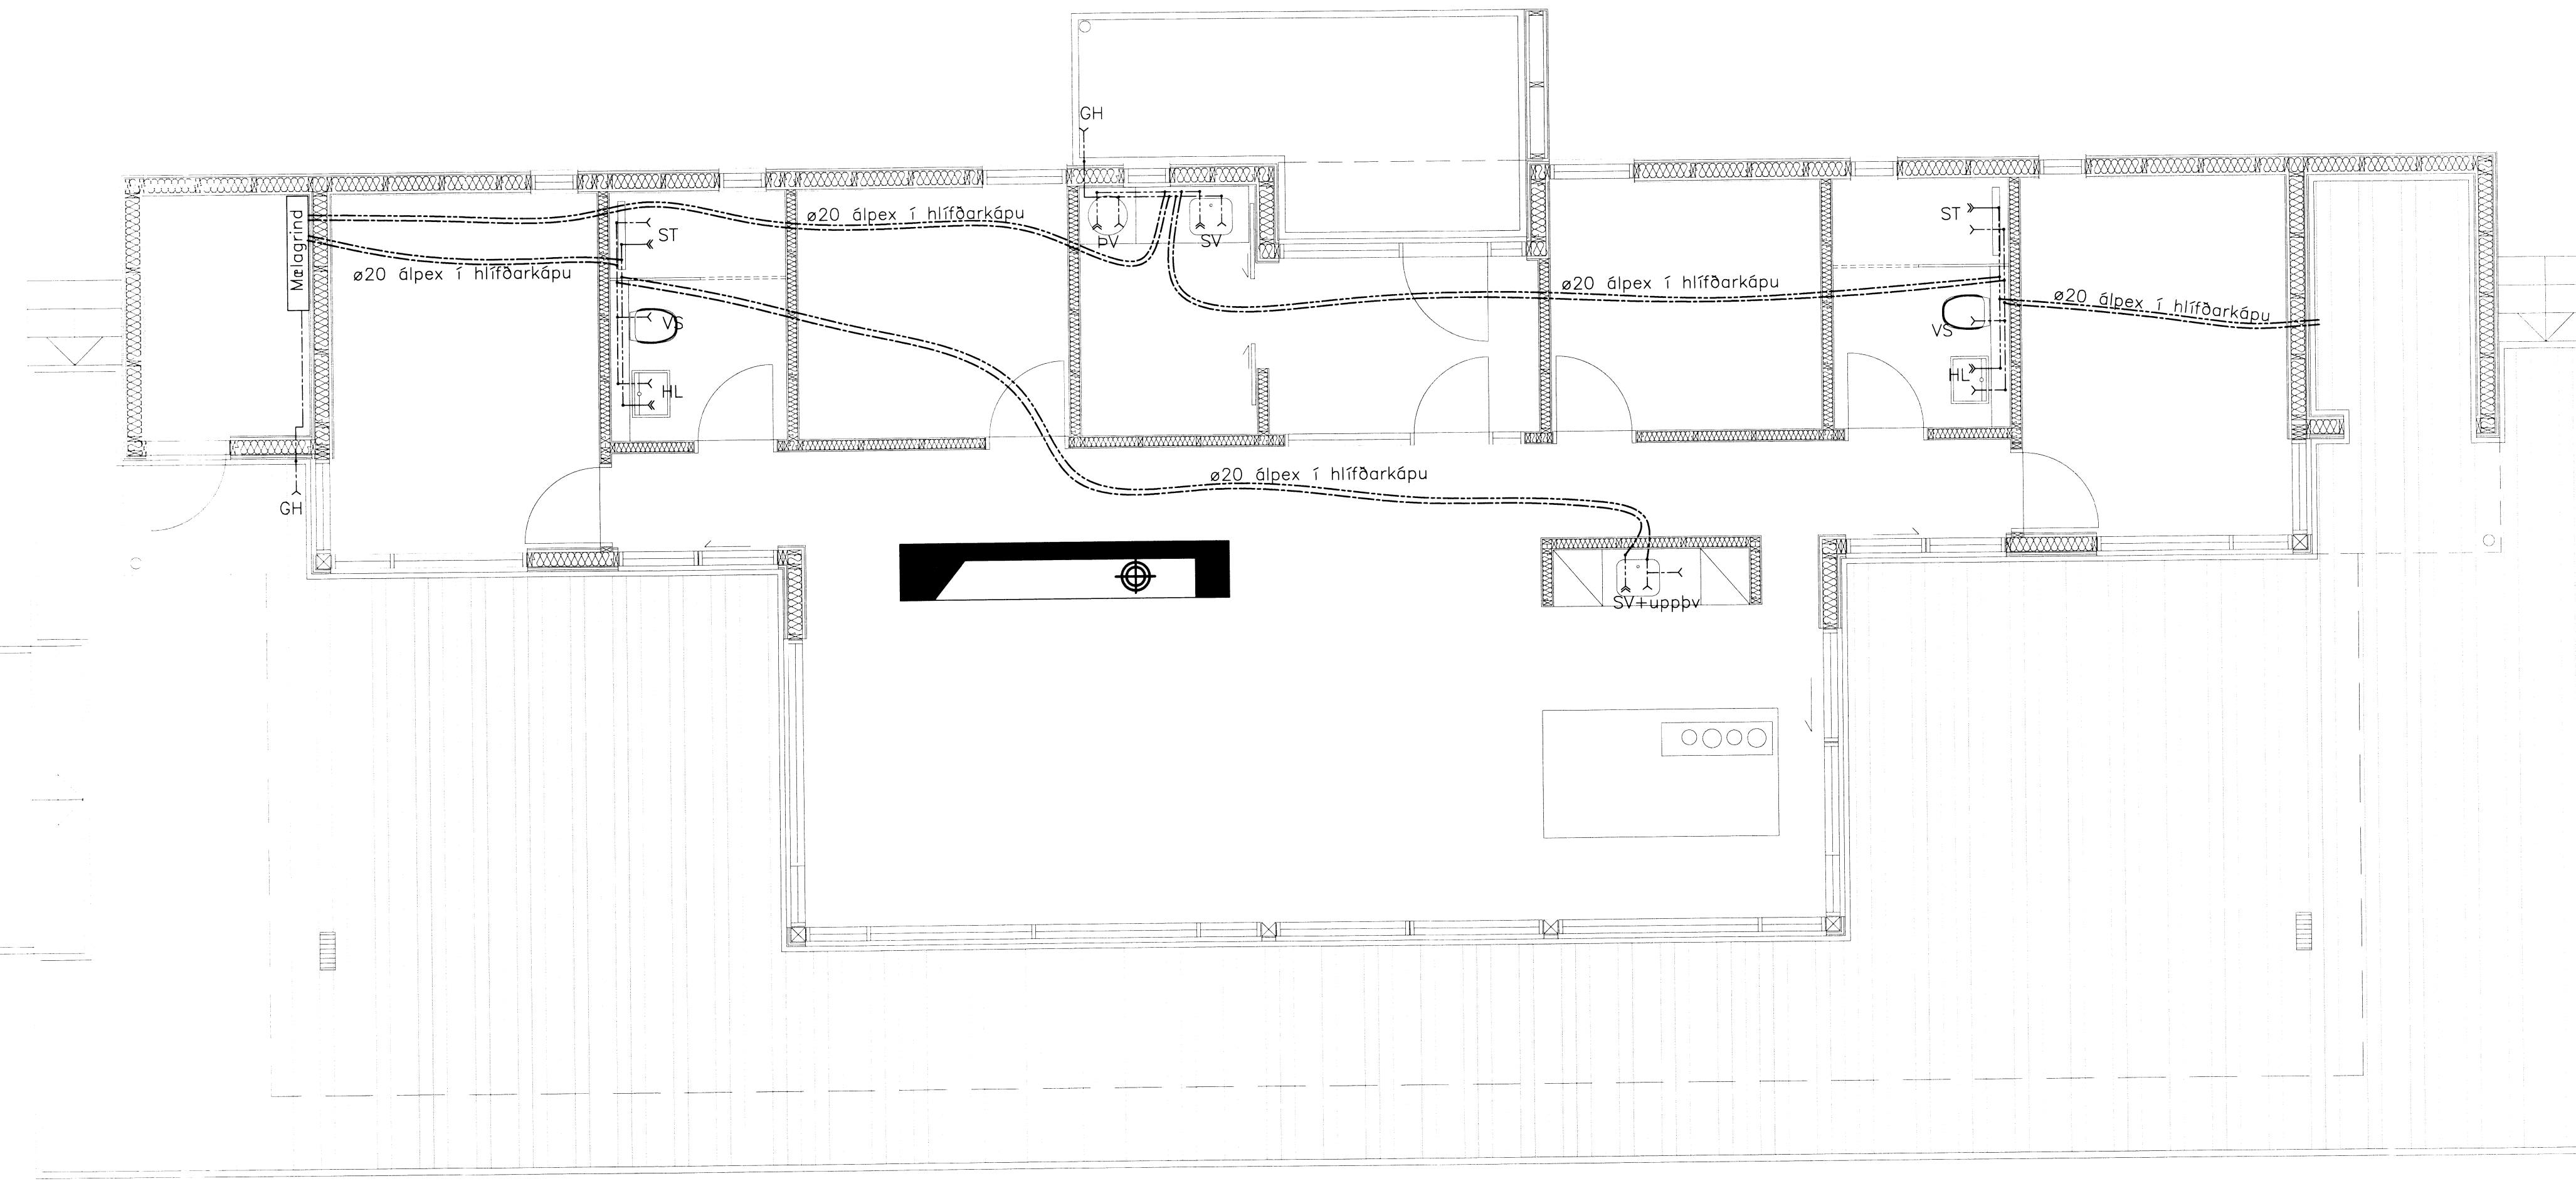 GH
Mælagrind
ø20 álpex í hlífðarkápu
ø20 álpex í hlífðarkápu
ST
VS
HL
GH
ÞV
SV
ø20 álpex í hlífðarkápu
ST
VS
HL
ø20 álpex í hlífðarkápu
ø20 álpex í hlífðarkápu
SV+uppþv